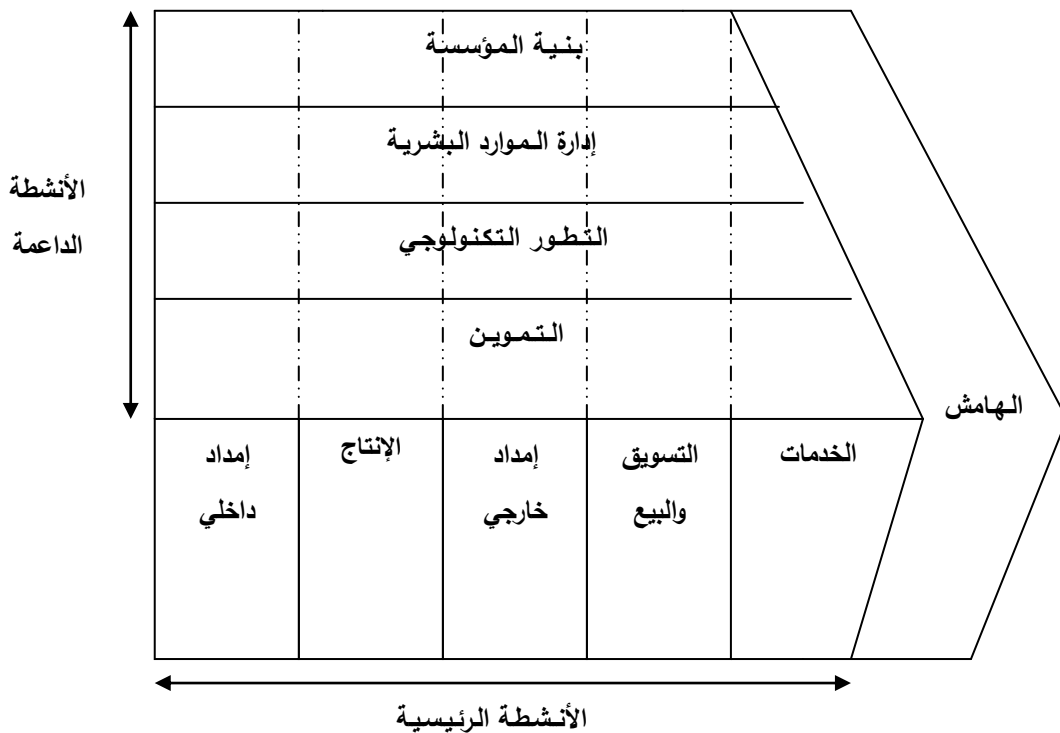 بنية المؤسسة
إدارة الموارد البشرية
التطور التكنولوجي
التموين
الأنشطة
الداعمة
الهامش
إمداد
داخلي
الإنتاج
إمداد
خارجي
التسويق
والبيع
الخدمات
الأنشطة الرئيسية